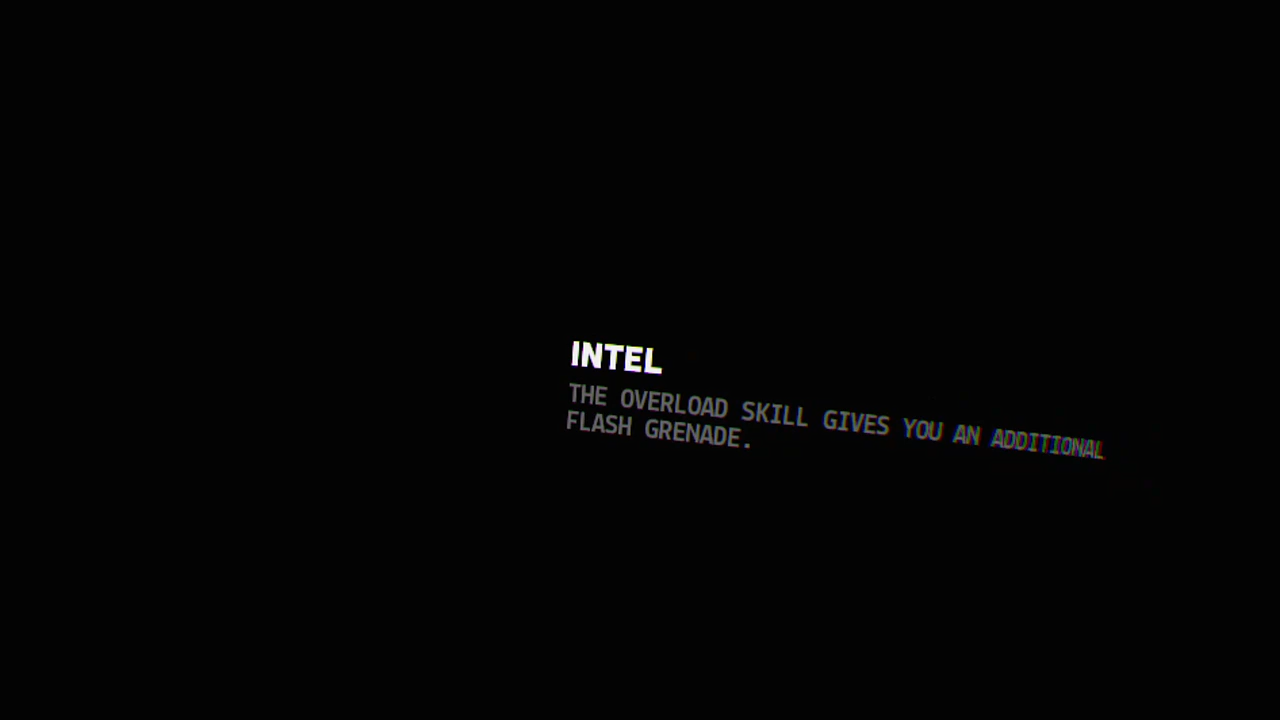 INTEL
THE OVERLOAD SKILL GIVES YOU AN ADDITIONAL
FLASH GRENADE.